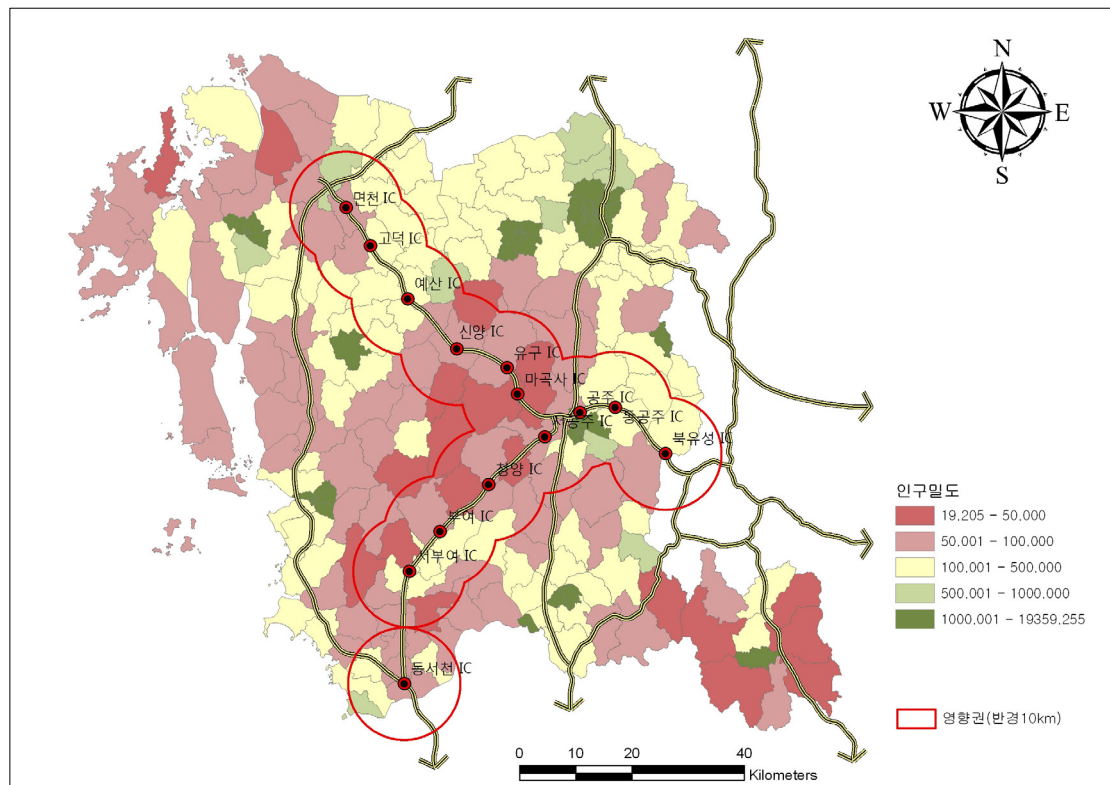 N
W
E
S
면천 IC
고덕 IC
예산 IC
신양 IC
유구 IC
마곡사 IC
공주 IC
동공주 IC
서공주 IC
북유성 IC
청양 IC
부여 IC
서부여 IC
동서천 IC
인구밀도
19.205 - 50.000
50.001 - 100.000
100.001 - 500.000
500.001 - 1000.000
1000.001 - 19359.255
영향권(반경10km)
0 10 20 40
Kilometers